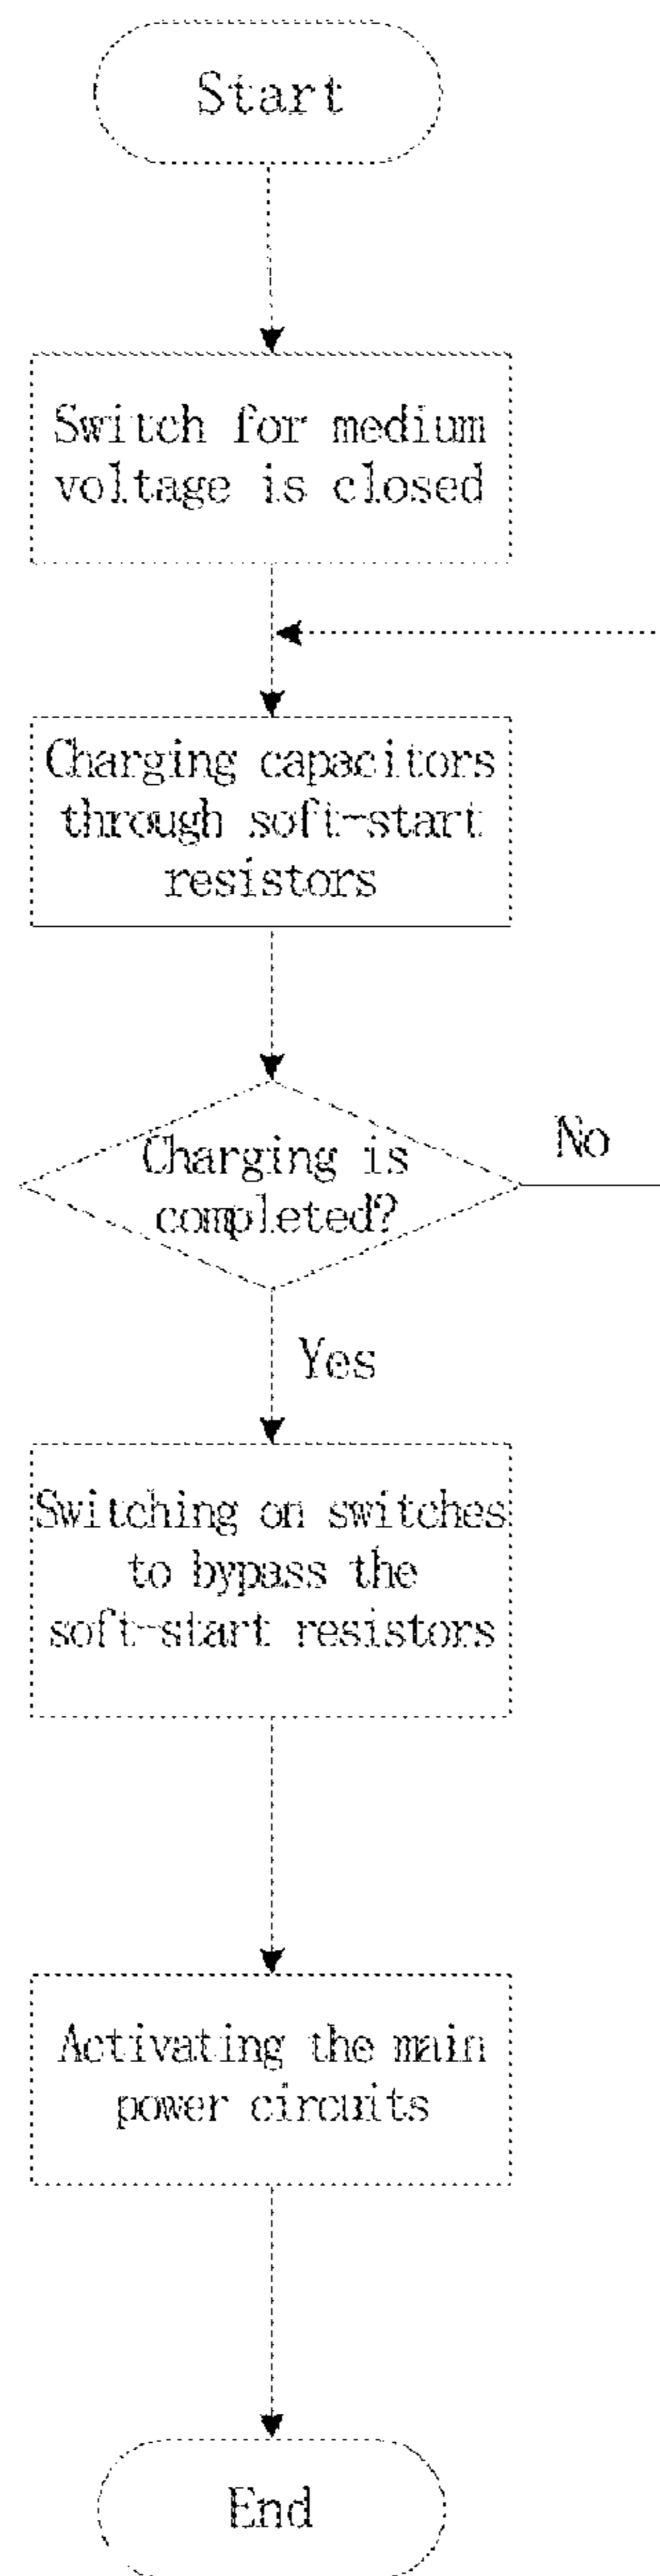 Start
Switch for medium
voltage is closed
Charging capacitors
through soft-start
resistors
Charging is
completed?
No
Yes
Switching on switches
to bypass the
soft-start resistors
Activating the main
power circuits
End